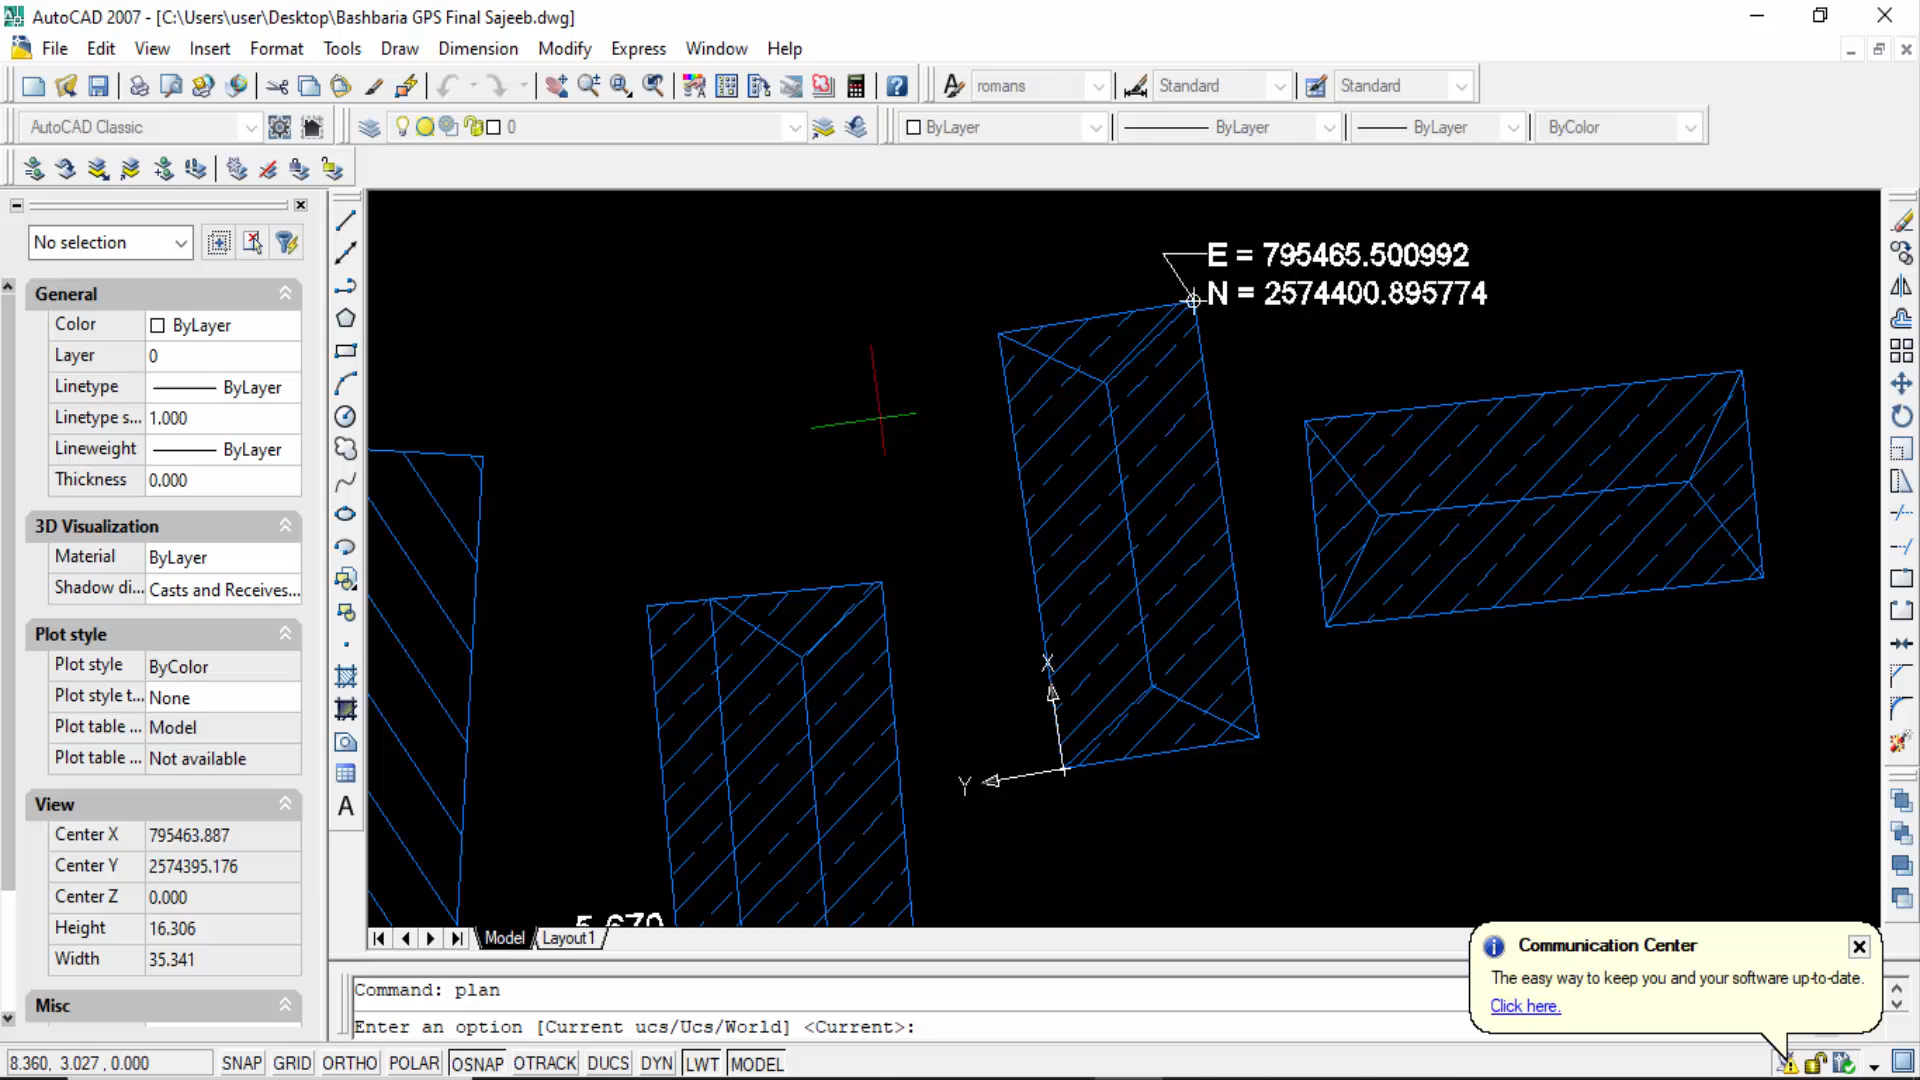 AutoCAD 2007 - [C:\Users\user\Desktop\Bashbaria GPS Final Sajeeb.dwg]
File Edit View Insert Format Tools Draw Dimension Modify Express Window Help
romans Standard Standard
AutoCAD Classic 0 ByLayer ByLayer ByLayer ByColor
No selection
General
Color ByLayer
Layer 0
Linetype ByLayer
Linetype s... 1.000
Lineweight ByLayer
Thickness 0.000
3D Visualization
Material ByLayer
Shadow di... Casts and Receives...
Plot style
Plot style ByColor
Plot style t... None
Plot table ... Model
Plot table ... Not available
View
Center X 795463.887
Center Y 2574395.176
Center Z 0.000
Height 16.306
Width 35.341
Misc
A
E = 795465.500992
N = 2574400.895774
X
Y
5.670
Model Layout1
Command: plan
Enter an option [Current ucs/Ucs/World] <Current>:
Communication Center
The easy way to keep you and your software up-to-date.
Click here.
8.360, 3.027, 0.000 SNAP GRID ORTHO POLAR OSNAP OTRACK DUCS DYN LWT MODEL